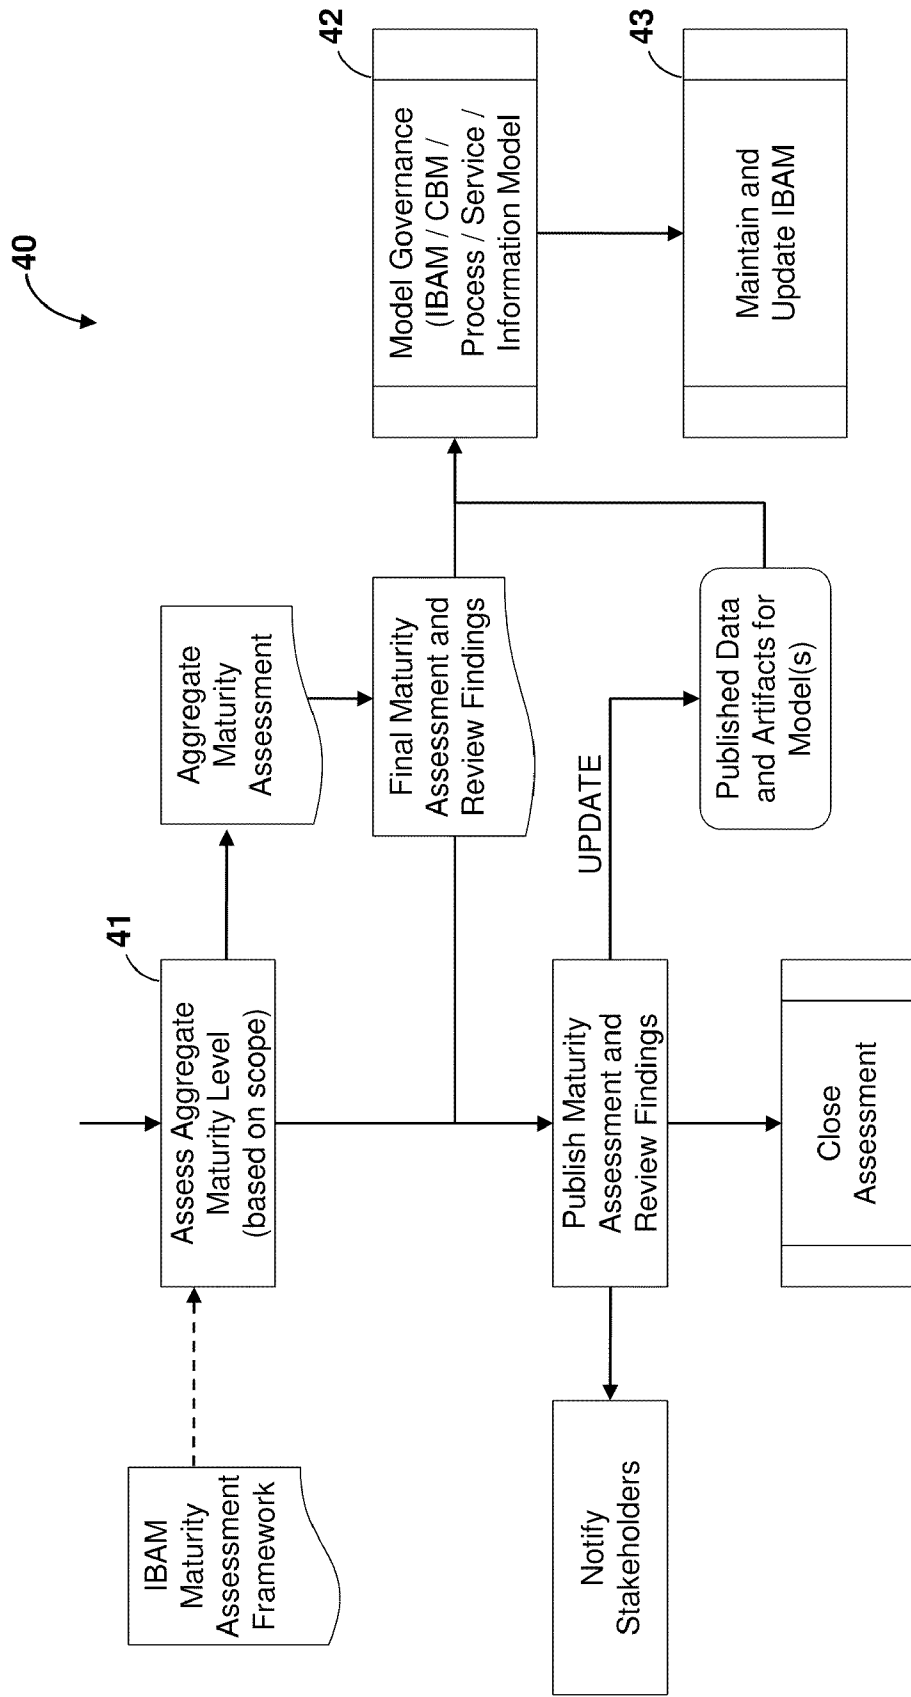 40
IBAM
Maturity
Assessment
Framework
41
Assess Aggregate
Maturity Level
(based on scope)
Aggregate
Maturity
Assessment
Final Maturity
Assessment and
Review Findings
42
Model Governance
(IBAM / CBM /
Process / Service /
Information Model
Notify
Stakeholders
Publish Maturity
Assessment and
Review Findings
UPDATE
Published Data
and Artifacts for
Model(s)
43
Maintain and
Update IBAM
Close
Assessment